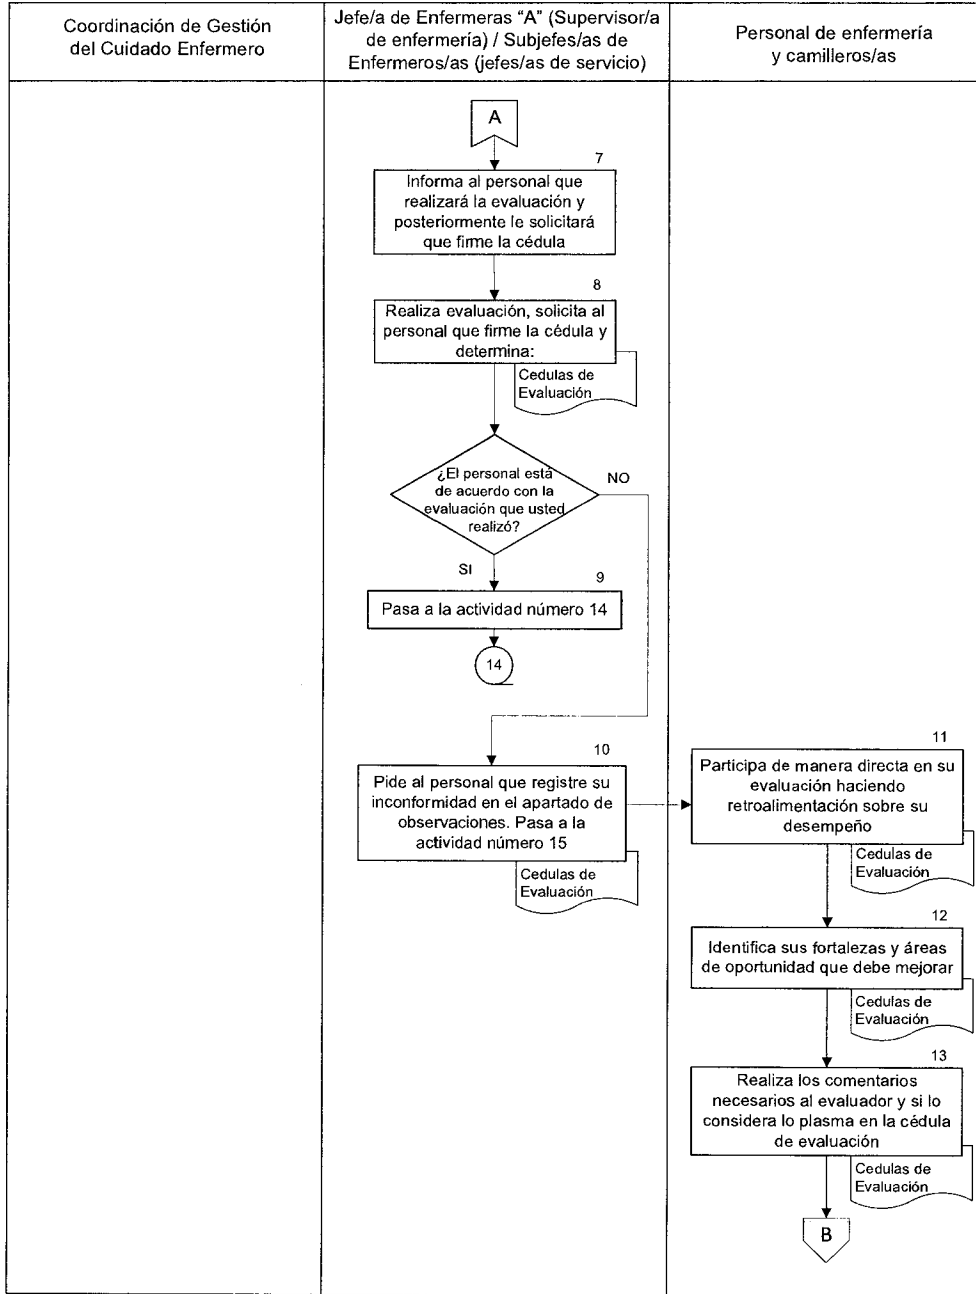 Coordinación de Gestión
del Cuidado Enfermero
Jefe/a de Enfermeras "A" (Supervisor/a
de enfermería) / Subjefes/as de
Enfermeros/as (jefes/as de servicio)
Personal de enfermería
y camilleros/as
A
7
Informa al personal que
realizará la evaluación y
posteriormente le solicitará
que firme la cédula
8
Realiza evaluación, solicita al
personal que firme la cédula y
determina:
Cedulas de
Evaluación
¿El personal está
de acuerdo con la
evaluación que usted
realizó?
NO
SI
9
Pasa a la actividad número 14
14
10
Pide al personal que registre su
inconformidad en el apartado de
observaciones. Pasa a la
actividad número 15
Cedulas de
Evaluación
11
Participa de manera directa en su
evaluación haciendo
retroalimentación sobre su
desempeño
Cedulas de
Evaluación
12
Identifica sus fortalezas y áreas
de oportunidad que debe mejorar
Cedulas de
Evaluación
13
Realiza los comentarios
necesarios al evaluador y si lo
considera lo plasma en la cédula
de evaluación
Cedulas de
Evaluación
B